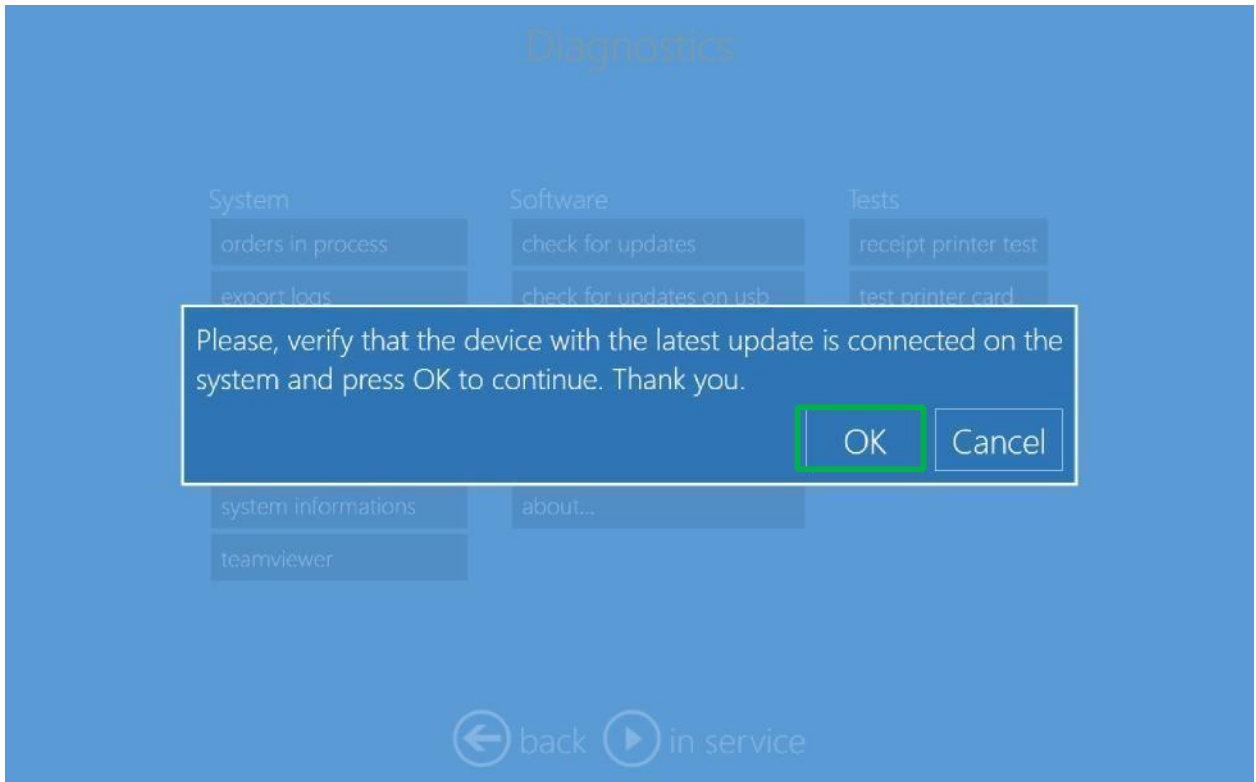 Diagnostics
System
Software
Tests
orders in process
check for updates
receipt printer test
export logs
check for updates on usb
test printer card
Please, verify that the device with the latest update is connected on the
system and press OK to continue. Thank you.
OK
Cancel
system informations
about...
teamviewer
back
in service